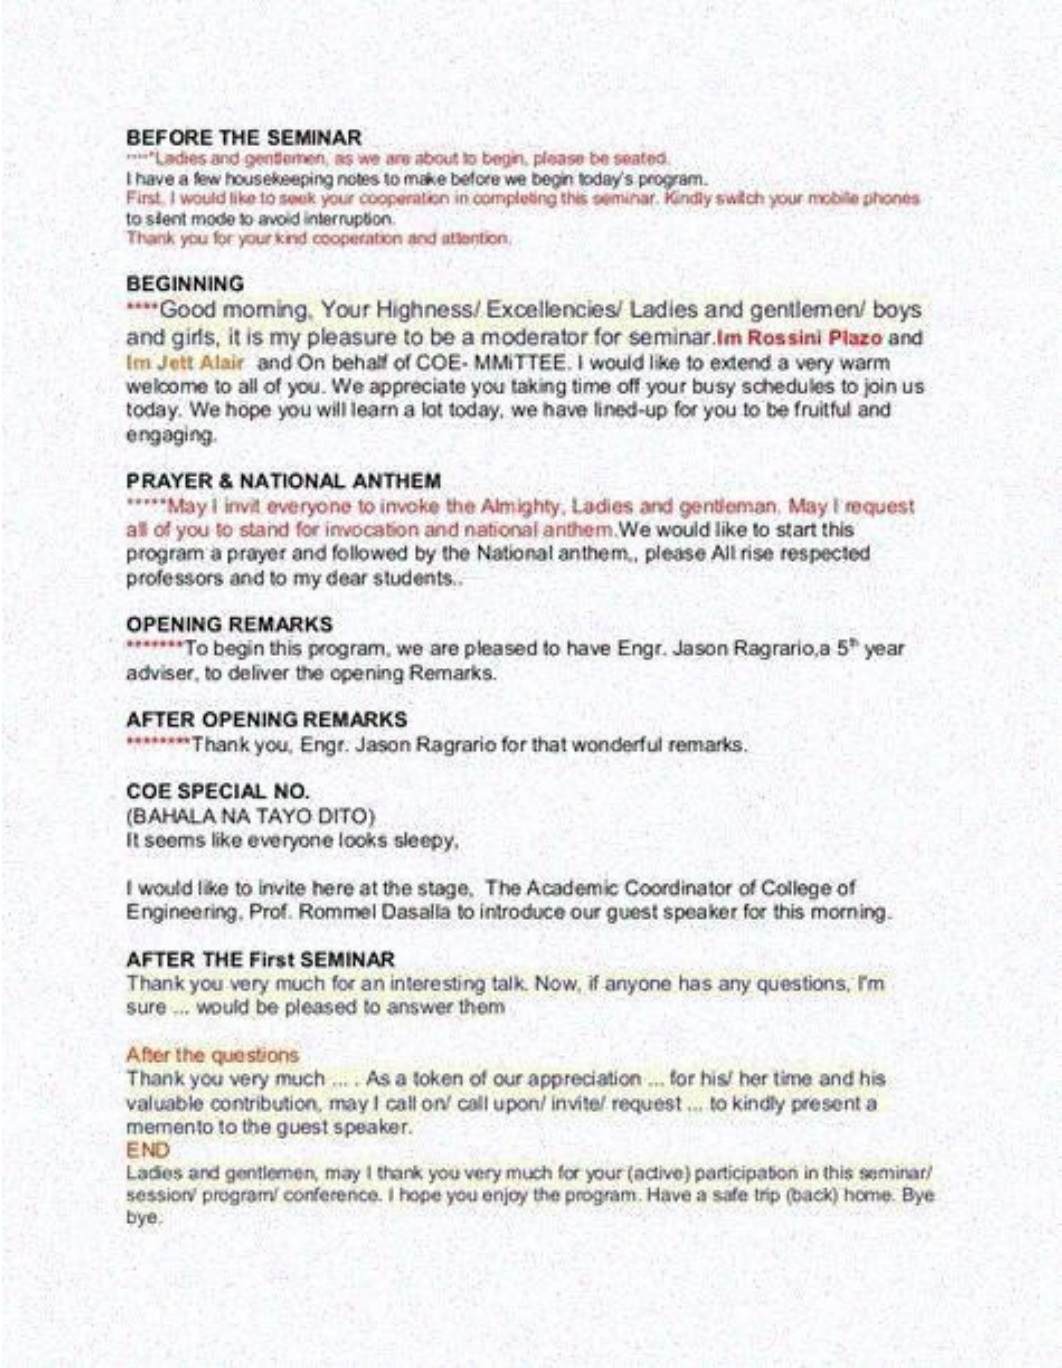 BEFORE THE SEMINAR
*****Ladies and gentlemen, as we are about to begin, please be seated.
I have a few housekeeping notes to make before we begin today's program.
First, I would like to seek your cooperation in completing this seminar. Kindly switch your mobile phones
to silent mode to avoid interruption.
Thank you for your kind cooperation and attention.
BEGINNING
****Good morning, Your Highness/ Excellencies/ Ladies and gentlemen/ boys
and girls, it is my pleasure to be a moderator for seminar.Im Rossini Plazo and
Im Jett Alair and On behalf of COE- MMiTTEE. I would like to extend a very warm
welcome to all of you. We appreciate you taking time off your busy schedules to join us
today. We hope you will learn a lot today, we have lined-up for you to be fruitful and
engaging.
PRAYER & NATIONAL ANTHEM
*****May I invit everyone to invoke the Almighty, Ladies and gentleman, May I request
all of you to stand for invocation and national anthem.We would like to start this
program a prayer and followed by the National anthem,, please All rise respected
professors and to my dear students..
OPENING REMARKS
*******To begin this program, we are pleased to have Engr. Jason Ragrario,a 5th year
adviser, to deliver the opening Remarks.
AFTER OPENING REMARKS
********Thank you, Engr. Jason Ragrario for that wonderful remarks.
COE SPECIAL NO.
(BAHALA NA TAYO DITO)
It seems like everyone looks sleepy,
I would like to invite here at the stage, The Academic Coordinator of College of
Engineering, Prof. Rommel Dasalla to introduce our guest speaker for this morning.
AFTER THE First SEMINAR
Thank you very much for an interesting talk. Now, if anyone has any questions, I'm
sure ... would be pleased to answer them
After the questions
Thank you very much ... . As a token of our appreciation ... for his/ her time and his
valuable contribution, may I call on/ call upon/ invite/ request ... to kindly present a
memento to the guest speaker.
END
Ladies and gentlemen, may I thank you very much for your (active) participation in this seminar/
session/ program/ conference. I hope you enjoy the program. Have a safe trip (back) home. Bye
bye.